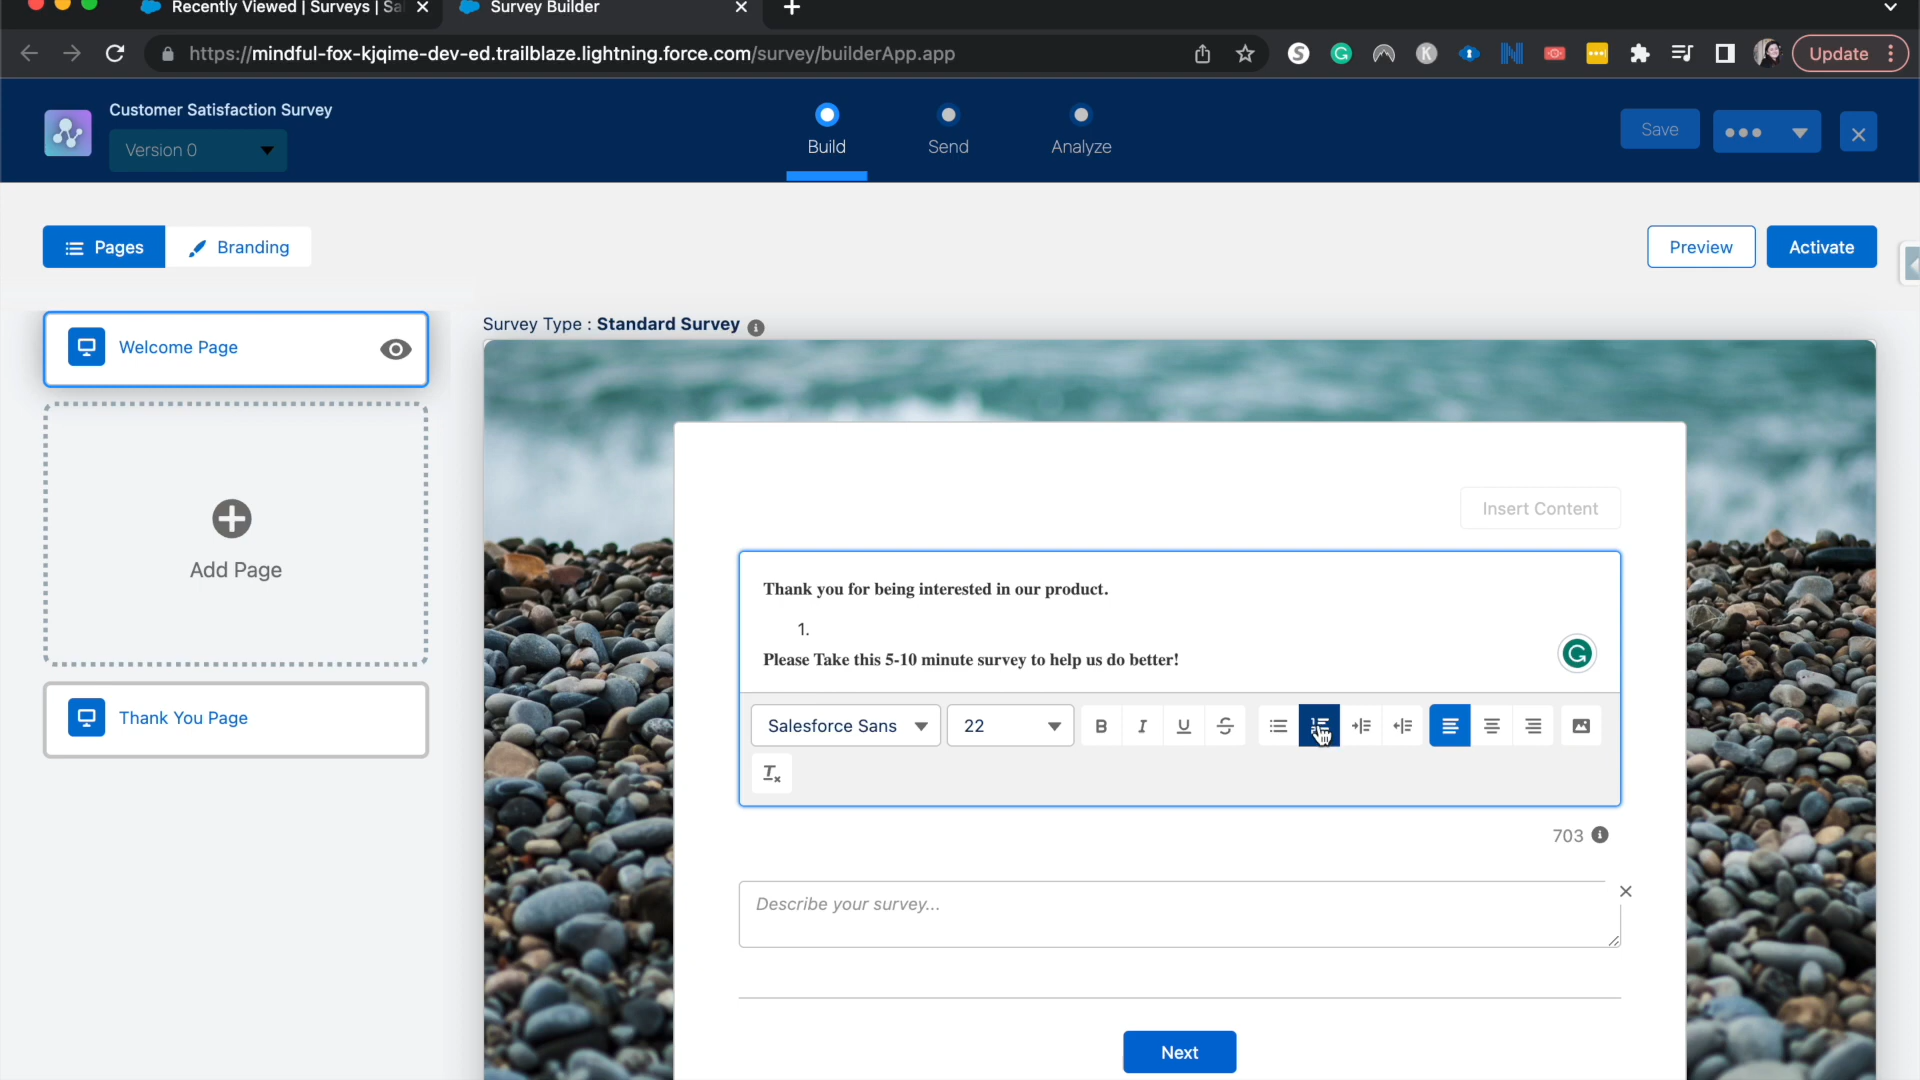 Recently Viewed | Surveys | Sa
Survey Builder
https://mindful-fox-kjqime-dev-ed.trailblaze.lightning.force.com/survey/builderApp.app
Update
Customer Satisfaction Survey
Version 0
Build
Send
Analyze
Save
Pages
Branding
Preview
Activate
Welcome Page
Survey Type : Standard Survey
Add Page
Thank You Page
Insert Content
Thank you for being interested in our product.
1.
Please Take this 5-10 minute survey to help us do better!
Salesforce Sans
22
B
I
U
S
703
Describe your survey...
Next